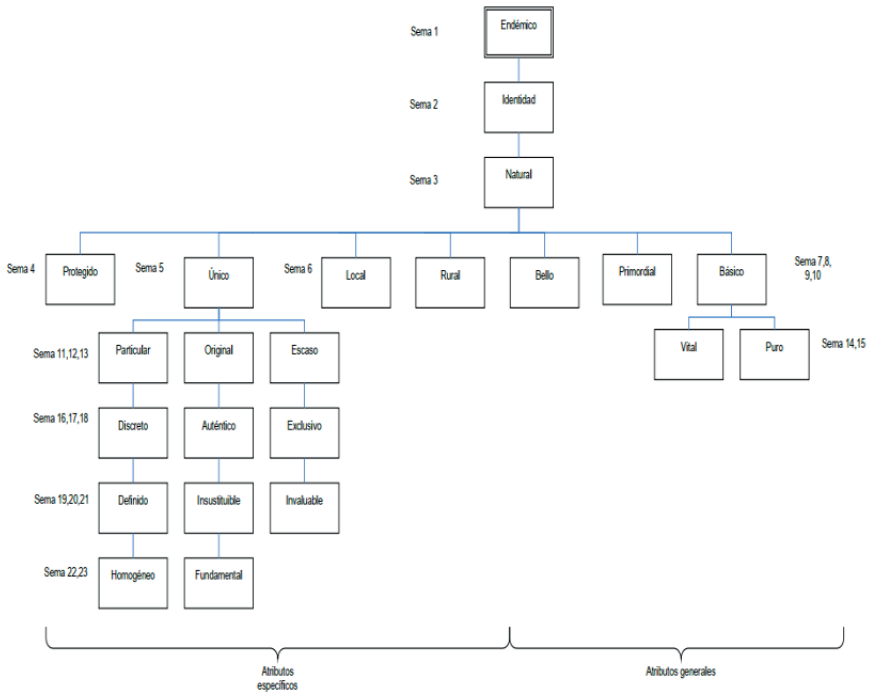 Sema 1
Endémico
Sema 2
Identidad
Sema 3
Natural
Sema 4
Protegido
Sema 5
Único
Sema 6
Local
Rural
Bello
Primordial
Básico
Sema 7,8,
9,10
Sema 11,12,13
Particular
Original
Escaso
Vital
Puro
Sema 14,15
Sema 16,17,18
Discreto
Auténtico
Exclusivo
Sema 19,20,21
Definido
Insustituible
Invaluable
Sema 22,23
Homogéneo
Fundamental
Atributos
específicos
Atributos generales